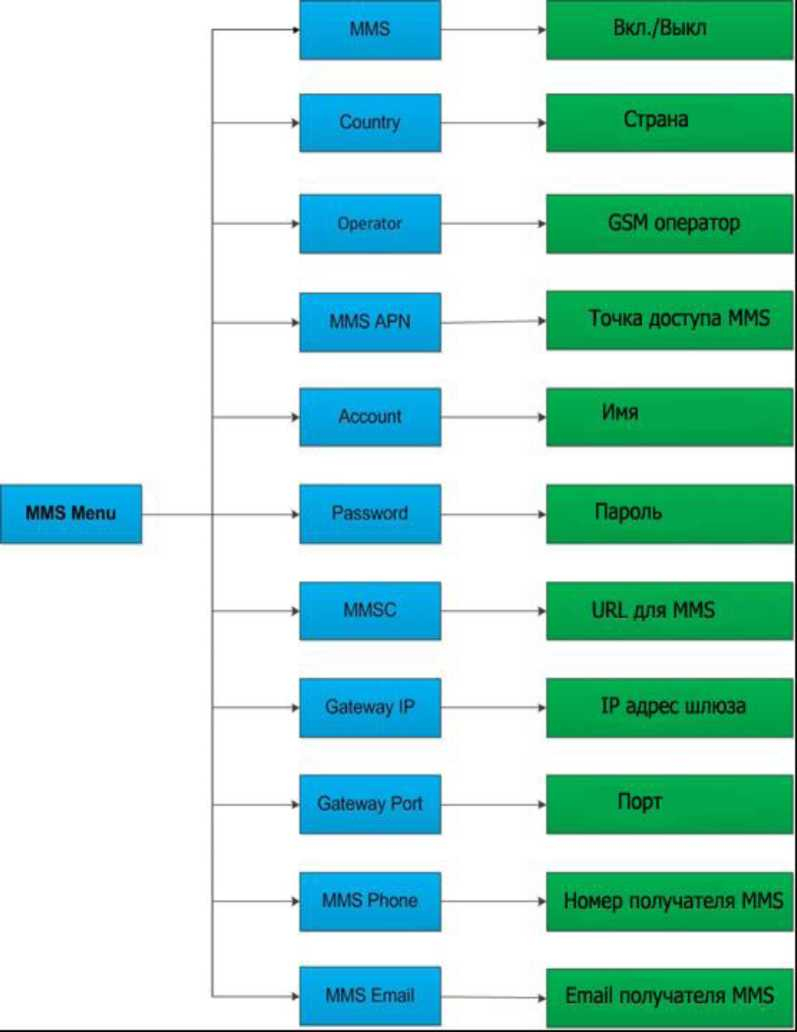 MMS
Вкл./Выкл
Country
Страна
Operator
GSM оператор
MMS APN
Точка доступа MMS
Account
Имя
MMS Menu
Password
Пароль
MMSC
URL для MMS
Gateway IP
IP адрес шлюза
Gateway Port
Порт
MMS Phone
Номер получателя MMS
MMS Email
Email получателя MMS